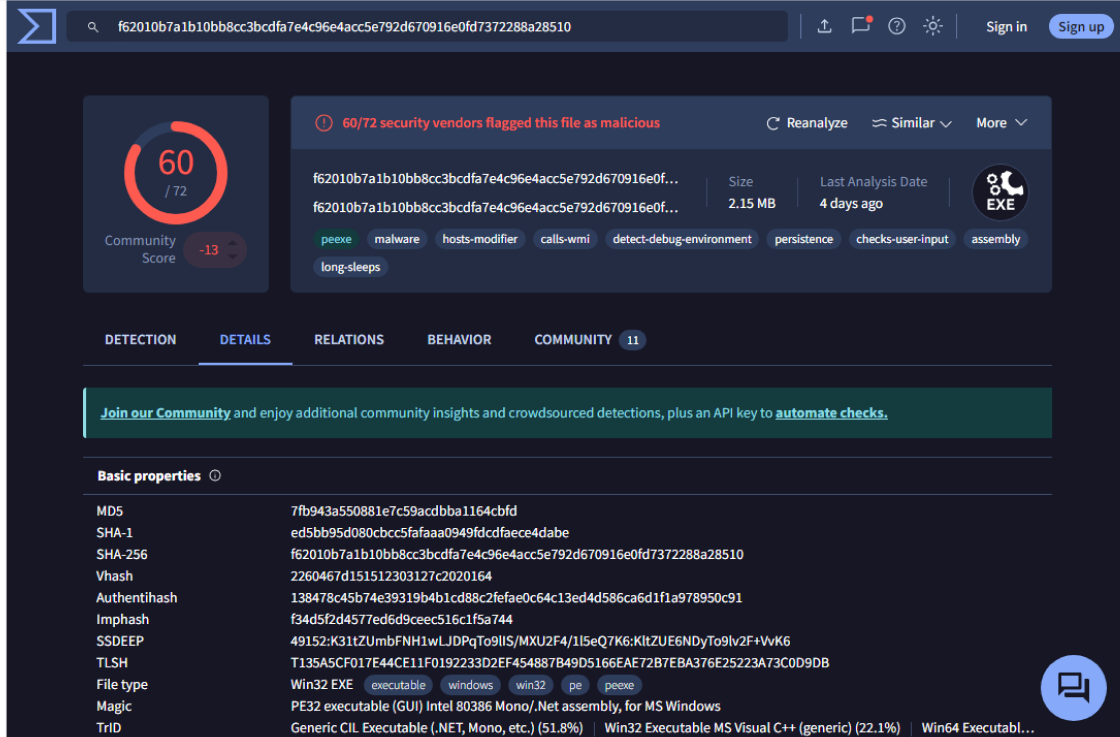 f62010b7a1b10bb8cc3bcdfa7e4c96e4acc5e792d670916e0fd7372288a28510
Sign in
Sign up
60
/ 72
Community Score
-13
60/72 security vendors flagged this file as malicious
Reanalyze
Similar
More
f62010b7a1b10bb8cc3bcdfa7e4c96e4acc5e792d670916e0f...
f62010b7a1b10bb8cc3bcdfa7e4c96e4acc5e792d670916e0f...
Size
2.15 MB
Last Analysis Date
4 days ago
EXE
peexe malware hosts-modifier calls-wmi detect-debug-environment persistence checks-user-input assembly
long-sleeps
DETECTION DETAILS RELATIONS BEHAVIOR COMMUNITY 11
Join our Community and enjoy additional community insights and crowdsourced detections, plus an API key to automate checks.
Basic properties
MD5 7fb943a550881e7c59acdbba1164cbfd
SHA-1 ed5bb95d080cbcc5fafaaa0949fdcdfaece4dabe
SHA-256 f62010b7a1b10bb8cc3bcdfa7e4c96e4acc5e792d670916e0fd7372288a28510
Vhash 2260467d151512303127c2020164
Authentihash 138478c45b74e39319b4b1cd88c2fefae0c64c13ed4d586ca6d1f1a978950c91
Imphash f34d5f2d4577ed6d9ceec516c1f5a744
SSDEEP 49152:K31tZUmbFNH1wLJDPqTo9lIS/MXU2F4/1l5eQ7K6:KltZUE6NDyTo9lv2F+VvK6
TLSH T135A5CF017E44CE11F0192233D2EF454887B49D5166EAE72B7EBA376E25223A73C0D9DB
File type Win32 EXE executable windows win32 pe peexe
Magic PE32 executable (GUI) Intel 80386 Mono/.Net assembly, for MS Windows
TrID Generic CIL Executable (.NET, Mono, etc.) (51.8%) Win32 Executable MS Visual C++ (generic) (22.1%) Win64 Executabl...